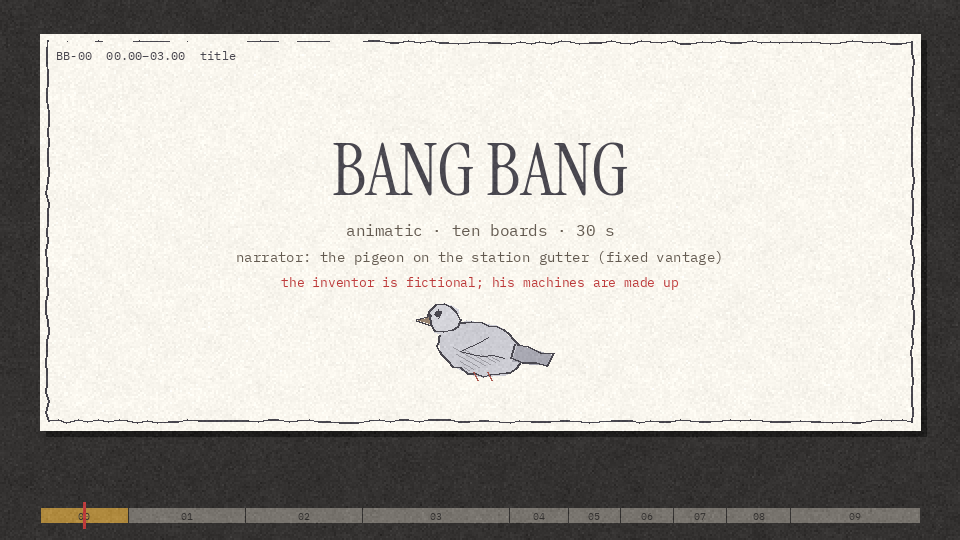 BB-00  00.00–03.00  title
BANG BANG
animatic · ten boards · 30 s
narrator: the pigeon on the station gutter (fixed vantage)
the inventor is fictional; his machines are made up
00 01 02 03 04 05 06 07 08 09